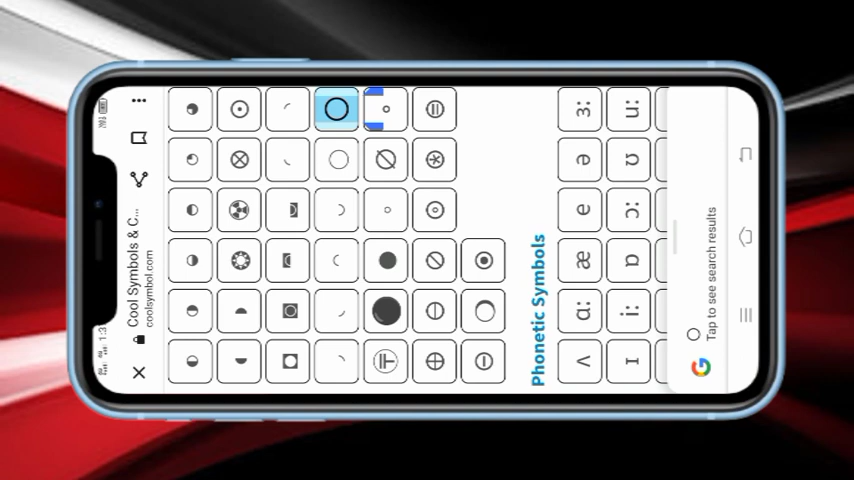 Cool Symbols & C...
coolsymbol.com
Phonetic Symbols
ʌ ɑ: æ e ə ɜ:
ɪ i: ɒ ɔ: ʊ u:
Tap to see search results